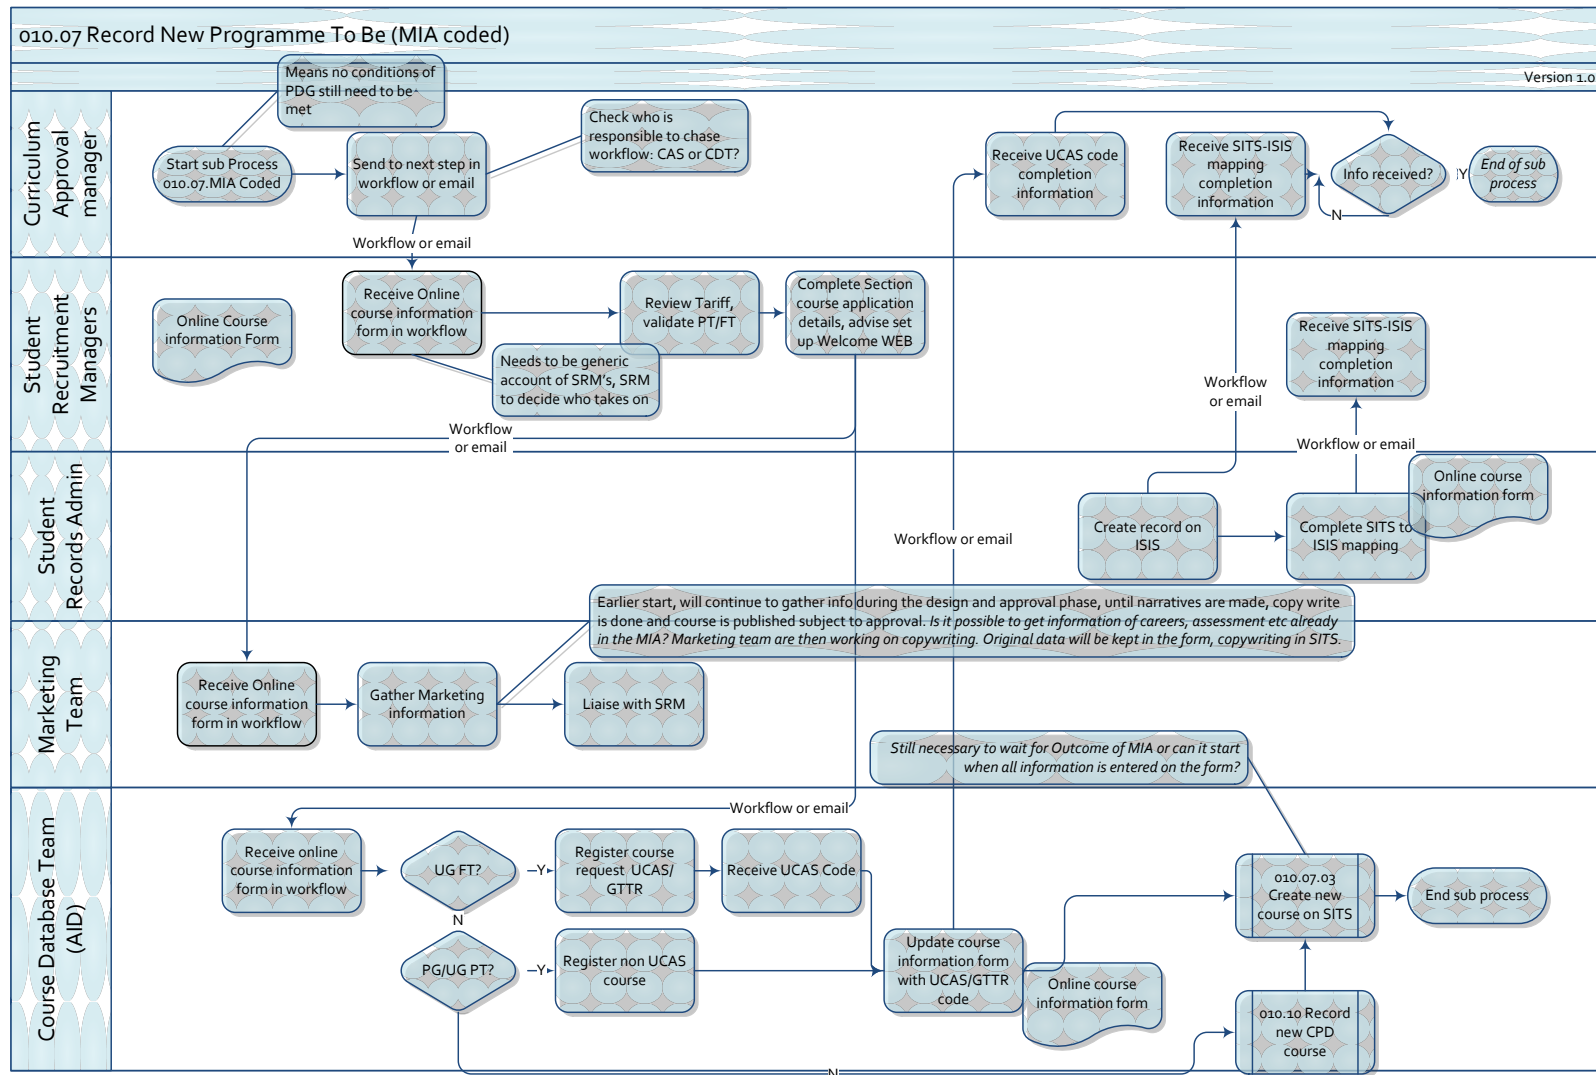 010.07 Record New Programme To Be (MIA coded)
Version 1.0
Curriculum
Approval
manager
Means no conditions of
PDG still need to be
met
Start sub Process
010.07.MIA Coded
Send to next step in
workflow or email
Check who is
responsible to chase
workflow: CAS or CDT?
Receive UCAS code
completion
information
Receive SITS-ISIS
mapping
completion
information
Info received?
Y
N
End of sub
process
Workflow or email
Student
Recruitment
Managers
Online Course
information Form
Receive Online
course information
form in workflow
Needs to be generic
account of SRM's, SRM
to decide who takes on
Review Tariff,
validate PT/FT
Complete Section
course application
details, advise set
up Welcome WEB
Receive SITS-ISIS
mapping
completion
information
Workflow
or email
Workflow
or email
Workflow or email
Student
Records Admin
Workflow or email
Create record on
ISIS
Complete SITS to
ISIS mapping
Online course
information form
Earlier start, will continue to gather info during the design and approval phase, until narratives are made, copy write
is done and course is published subject to approval. Is it possible to get information of careers, assessment etc already
in the MIA? Marketing team are then working on copywriting. Original data will be kept in the form, copywriting in SITS.
Marketing
Team
Receive Online
course information
form in workflow
Gather Marketing
information
Liaise with SRM
Still necessary to wait for Outcome of MIA or can it start
when all information is entered on the form?
Course Database Team
(AID)
Workflow or email
Receive online
course information
form in workflow
UG FT?
Y
N
Register course
request UCAS/
GTTR
Receive UCAS Code
PG/UG PT?
Y
Register non UCAS
course
Update course
information form
with UCAS/GTTR
code
Online course
information form
010.07.03
Create new
course on SITS
End sub process
010.10 Record
new CPD
course
N